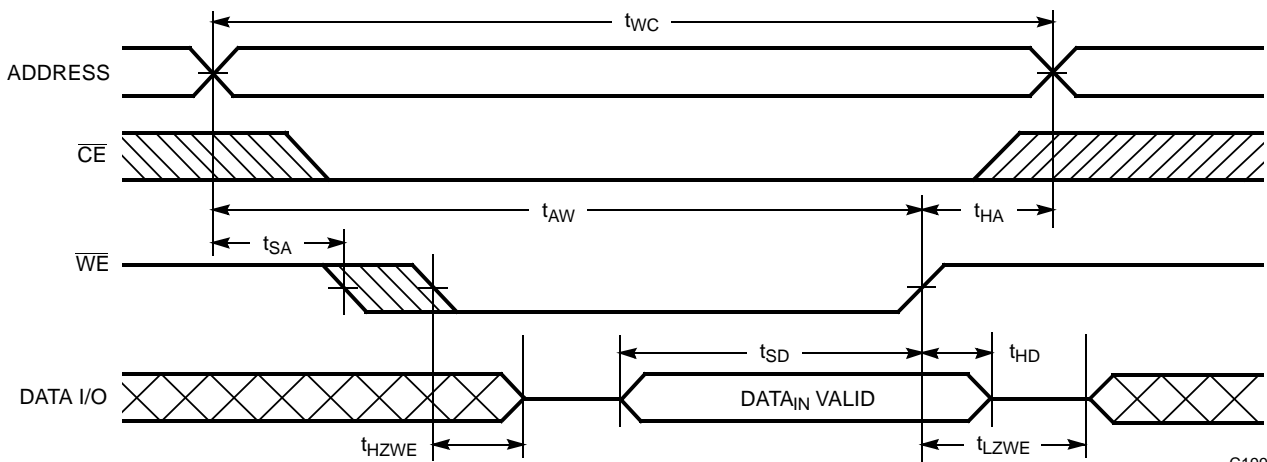 tWC
ADDRESS
CE
tAW
tHA
tSA
WE
tSD
tHD
DATA I/O
DATAIN VALID
tHZWE
tLZWE